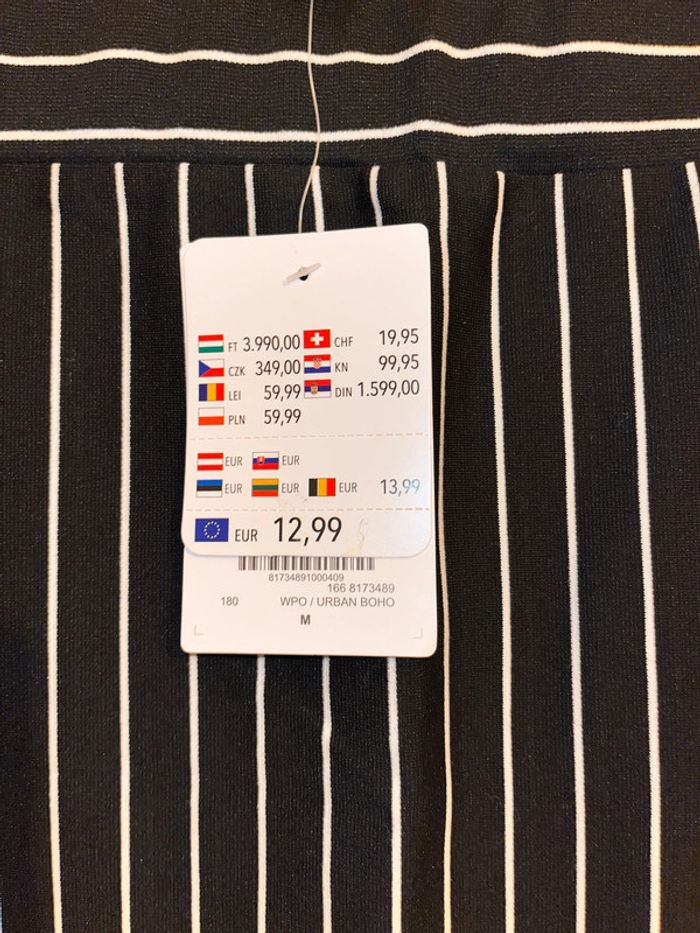 FT 3.990,00 CHF 19,95
CZK 349,00 KN 99,95
LEI 59,99 DIN 1.599,00
PLN 59,99
EUR EUR
EUR EUR EUR 13,99
EUR 12,99
81734891000409
166 8173489
180 WPO / URBAN BOHO
M